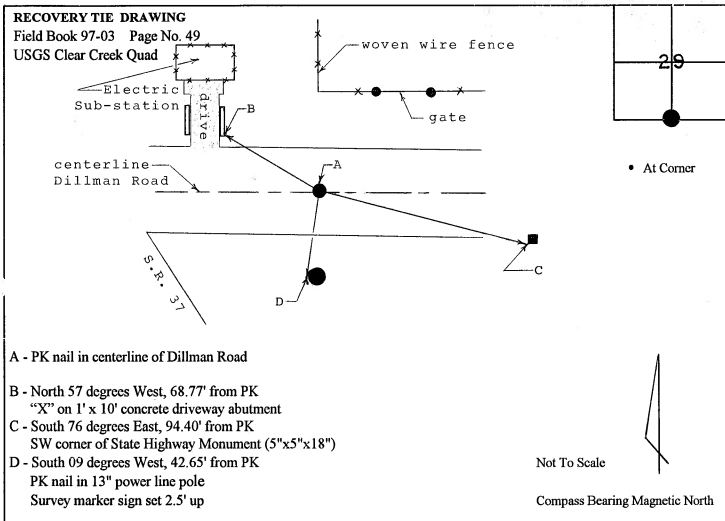 RECOVERY TIE DRAWING
Field Book 97-03 Page No. 49
USGS Clear Creek Quad
woven wire fence
29
Electric
Sub-station
drive
B
gate
centerline
Dillman Road
A
• At Corner
S.R. 37
C
D
A - PK nail in centerline of Dillman Road
B - North 57 degrees West, 68.77' from PK
“X” on 1' x 10' concrete driveway abutment
C - South 76 degrees East, 94.40' from PK
SW corner of State Highway Monument (5"x5"x18")
D - South 09 degrees West, 42.65' from PK
PK nail in 13" power line pole
Survey marker sign set 2.5' up
Not To Scale
Compass Bearing Magnetic North